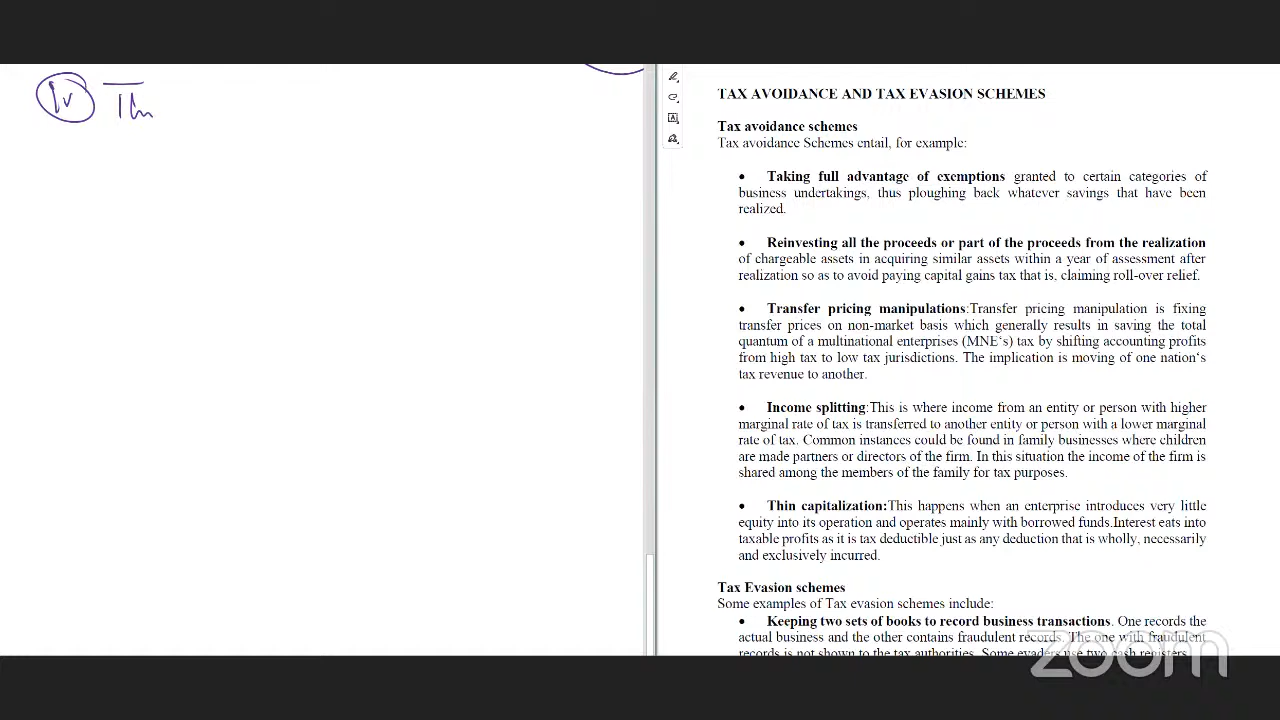 iv Th
TAX AVOIDANCE AND TAX EVASION SCHEMES
Tax avoidance schemes
Tax avoidance Schemes entail, for example:
• Taking full advantage of exemptions granted to certain categories of
business undertakings, thus ploughing back whatever savings that have been
realized.
• Reinvesting all the proceeds or part of the proceeds from the realization
of chargeable assets in acquiring similar assets within a year of assessment after
realization so as to avoid paying capital gains tax that is, claiming roll-over relief.
• Transfer pricing manipulations:Transfer pricing manipulation is fixing
transfer prices on non-market basis which generally results in saving the total
quantum of a multinational enterprises (MNE‘s) tax by shifting accounting profits
from high tax to low tax jurisdictions. The implication is moving of one nation‘s
tax revenue to another.
• Income splitting:This is where income from an entity or person with higher
marginal rate of tax is transferred to another entity or person with a lower marginal
rate of tax. Common instances could be found in family businesses where children
are made partners or directors of the firm. In this situation the income of the firm is
shared among the members of the family for tax purposes.
• Thin capitalization:This happens when an enterprise introduces very little
equity into its operation and operates mainly with borrowed funds.Interest eats into
taxable profits as it is tax deductible just as any deduction that is wholly, necessarily
and exclusively incurred.
Tax Evasion schemes
Some examples of Tax evasion schemes include:
• Keeping two sets of books to record business transactions. One records the
actual business and the other contains fraudulent records. The one with fraudulent
records is not shown to the tax authorities. Some evaders use two cash registers
zoom